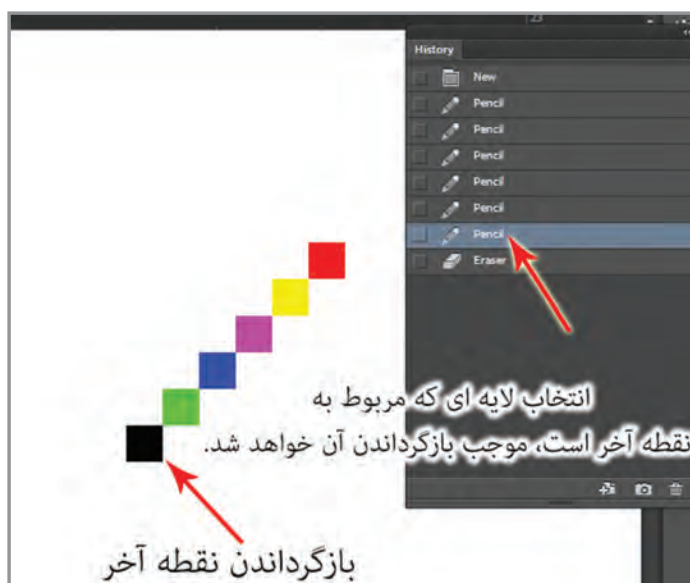 23
History
New
Pencil
Pencil
Pencil
Pencil
Pencil
Pencil
Eraser
انتخاب لایه ای که مربوط به
نقطه آخر است، موجب بازگرداندن آن خواهد شد.
بازگرداندن نقطه آخر